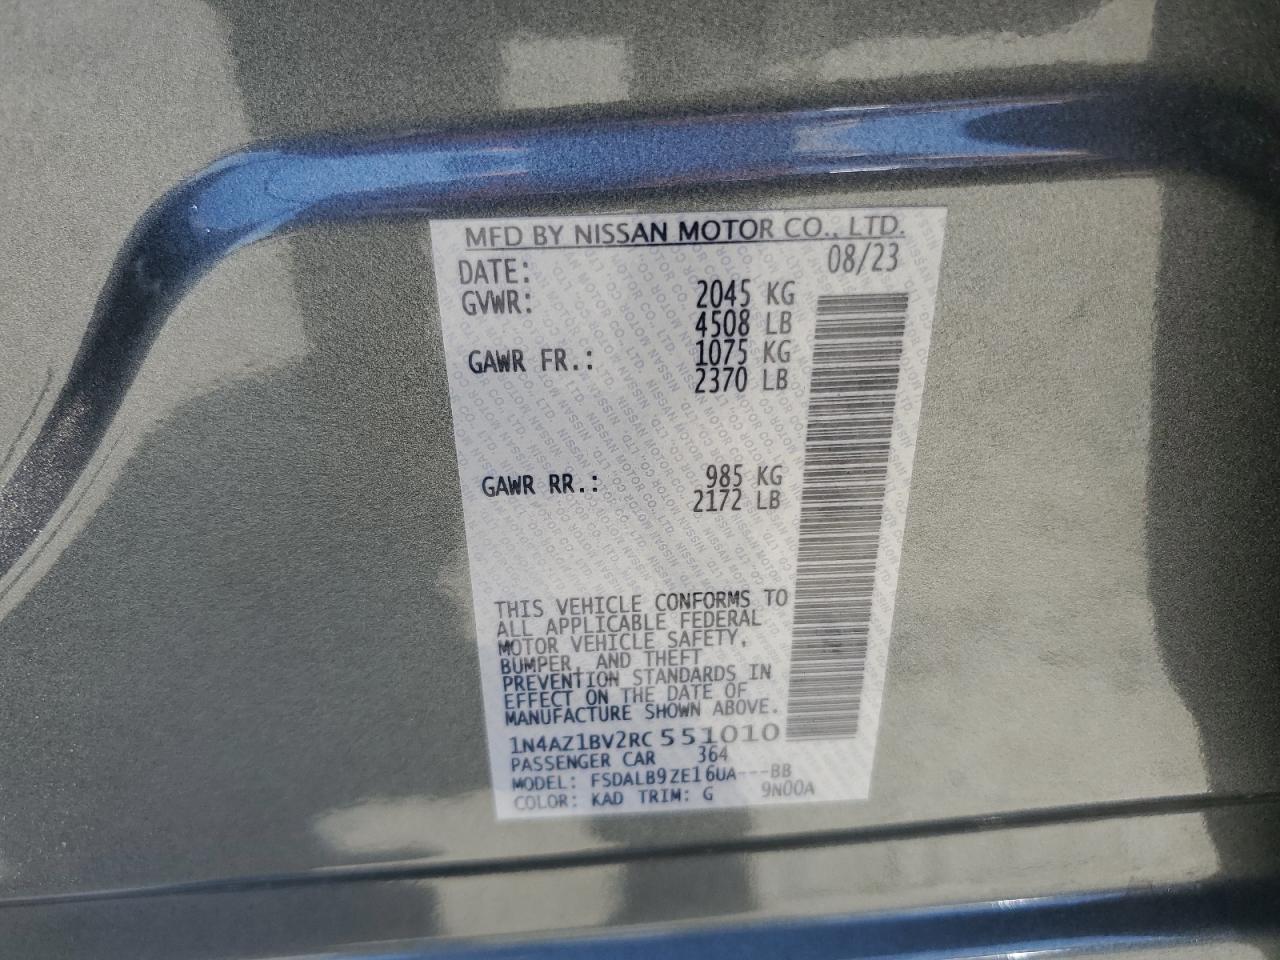 MFD BY NISSAN MOTOR CO., LTD.
DATE: 08/23
GVWR: 2045 KG
4508 LB
GAWR FR.: 1075 KG
2370 LB
GAWR RR.: 985 KG
2172 LB
THIS VEHICLE CONFORMS TO
ALL APPLICABLE FEDERAL
MOTOR VEHICLE SAFETY,
BUMPER, AND THEFT
PREVENTION STANDARDS IN
EFFECT ON THE DATE OF
MANUFACTURE SHOWN ABOVE.
1N4AZ1BV2RC551010
PASSENGER CAR 364
MODEL: FSDALB9ZE16UA---BB
COLOR: KAD TRIM: G 9N00A